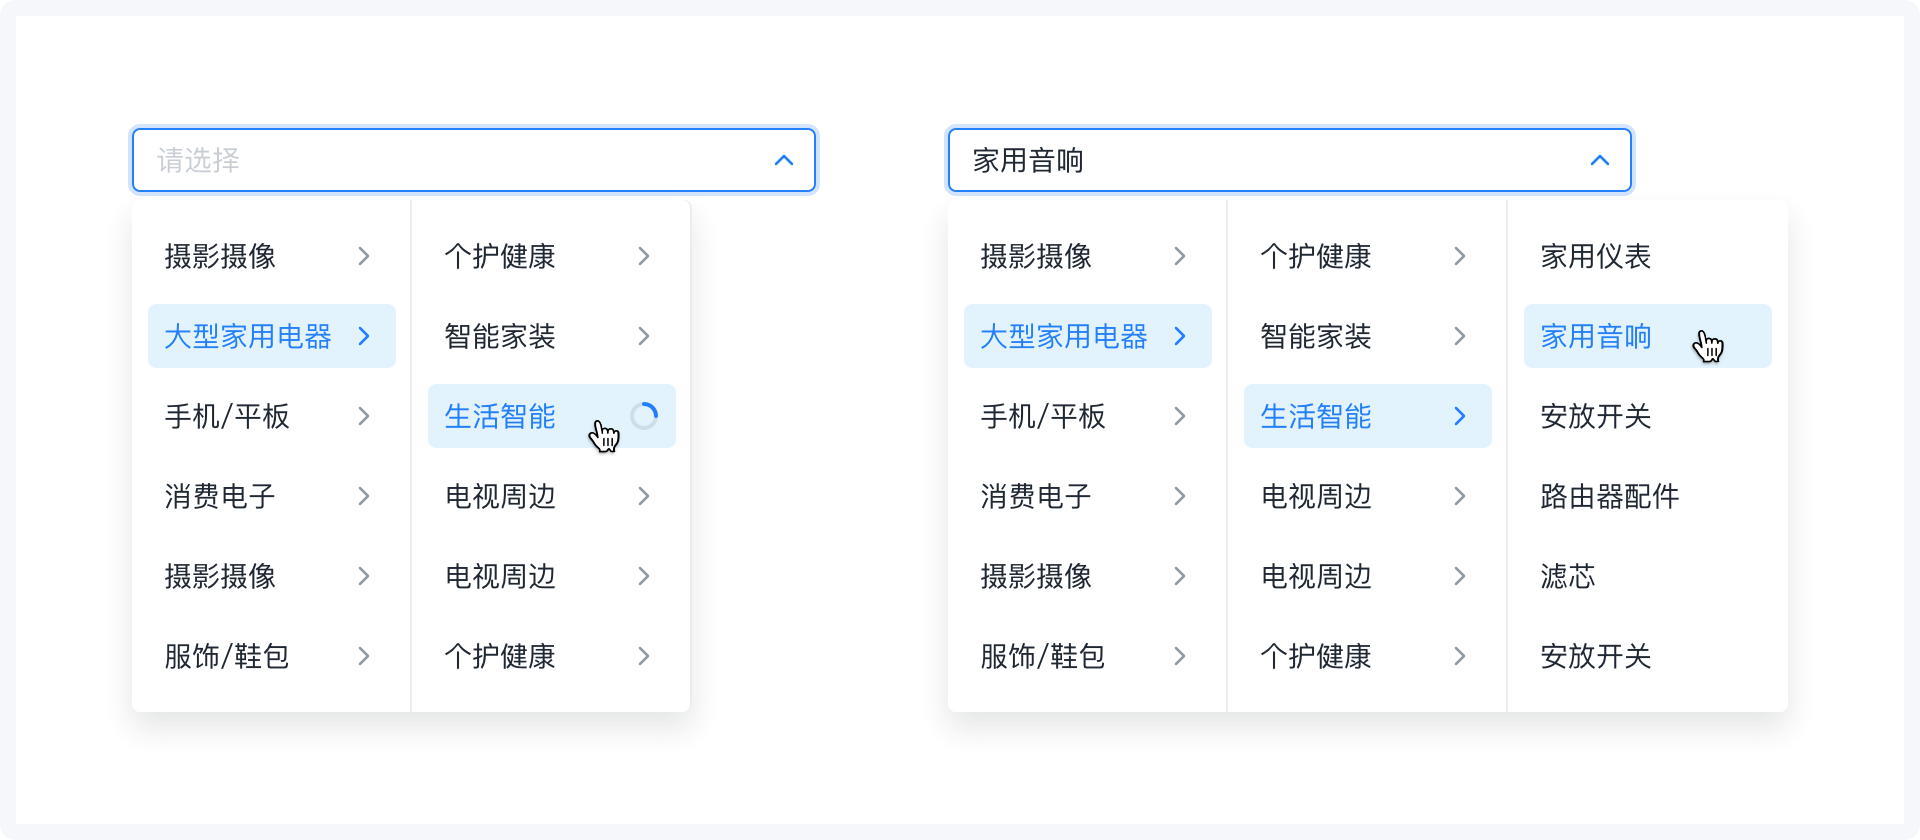 请选择
摄影摄像
大型家用电器
手机/平板
消费电子
摄影摄像
服饰/鞋包
个护健康
智能家装
生活智能
电视周边
电视周边
个护健康
家用音响
摄影摄像
大型家用电器
手机/平板
消费电子
摄影摄像
服饰/鞋包
个护健康
智能家装
生活智能
电视周边
电视周边
个护健康
家用仪表
家用音响
安放开关
路由器配件
滤芯
安放开关